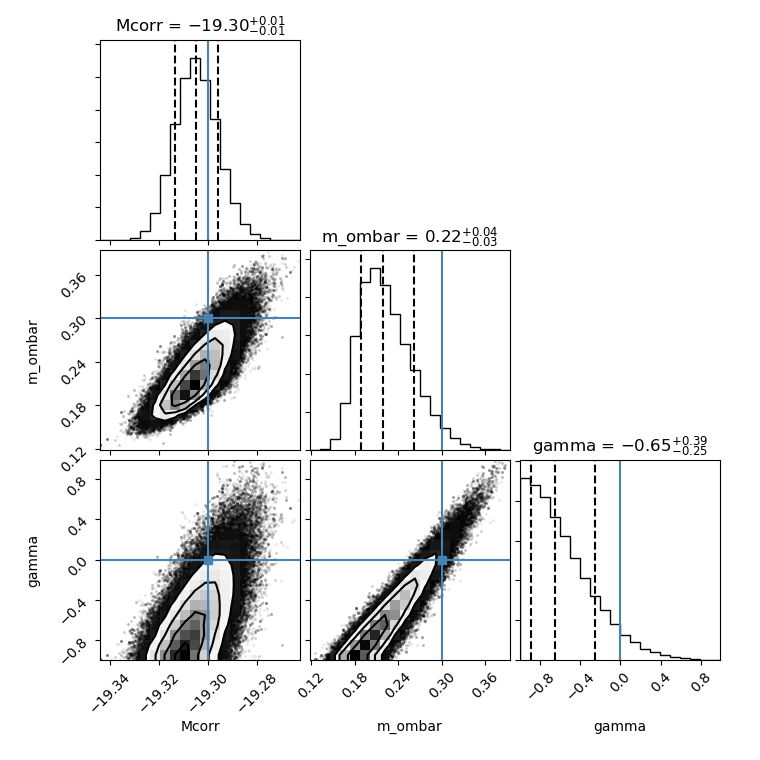 Mcorr = −19.30+0.01−0.01
m_ombar = 0.22+0.04−0.03
m_ombar
0.36
0.30
0.24
0.18
0.12
gamma = −0.65+0.39−0.25
gamma
0.8
0.4
0.0
−0.4
−0.8
−19.34 −19.32 −19.30 −19.28
0.12 0.18 0.24 0.30 0.36
−0.8 −0.4 0.0 0.4 0.8
Mcorr m_ombar gamma